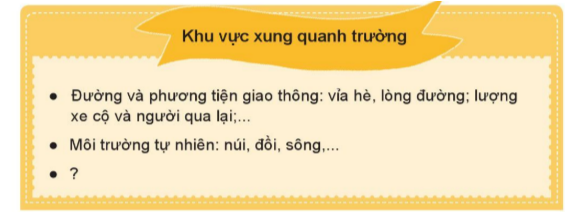 Khu vực xung quanh trường
• Đường và phương tiện giao thông: vỉa hè, lòng đường; lượng
xe cộ và người qua lại;...
• Môi trường tự nhiên: núi, đồi, sông,...
• ?